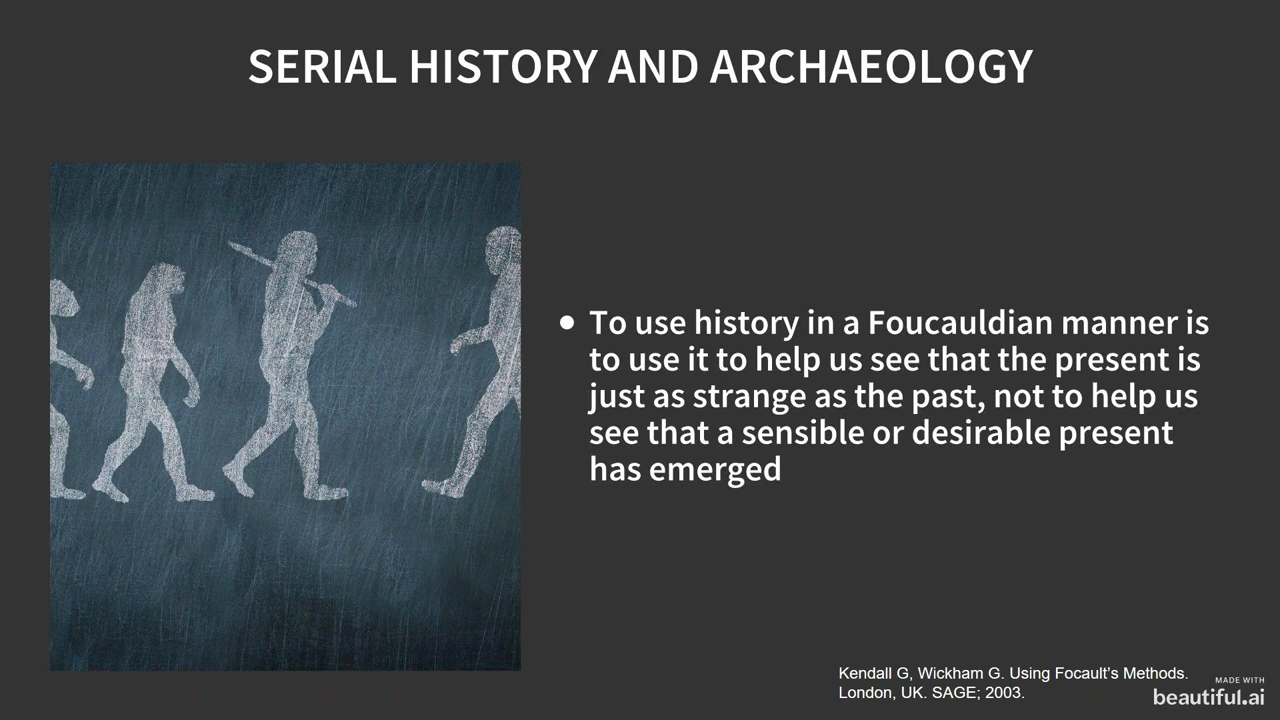 SERIAL HISTORY AND ARCHAEOLOGY
• To use history in a Foucauldian manner is
to use it to help us see that the present is
just as strange as the past, not to help us
see that a sensible or desirable present
has emerged
Kendall G, Wickham G. Using Focault's Methods.
London, UK. SAGE; 2003.
MADE WITH
beautiful.ai